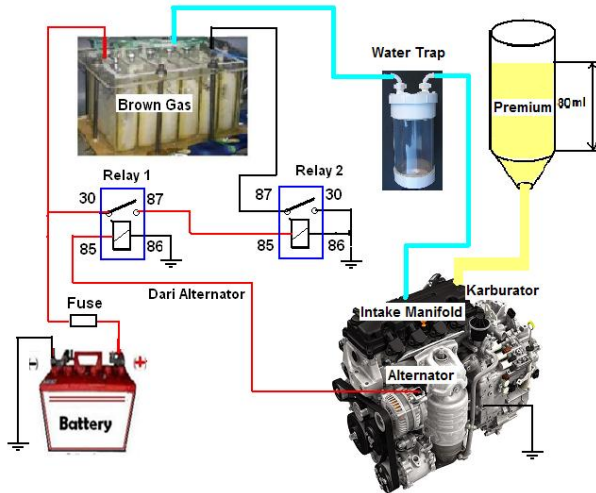 Brown Gas
Water Trap
Premium
80ml
Relay 1
Relay 2
30
87
87
30
85
86
85
86
Dari Alternator
Karburator
Fuse
Intake Manifold
(-)
(+)
Alternator
Battery